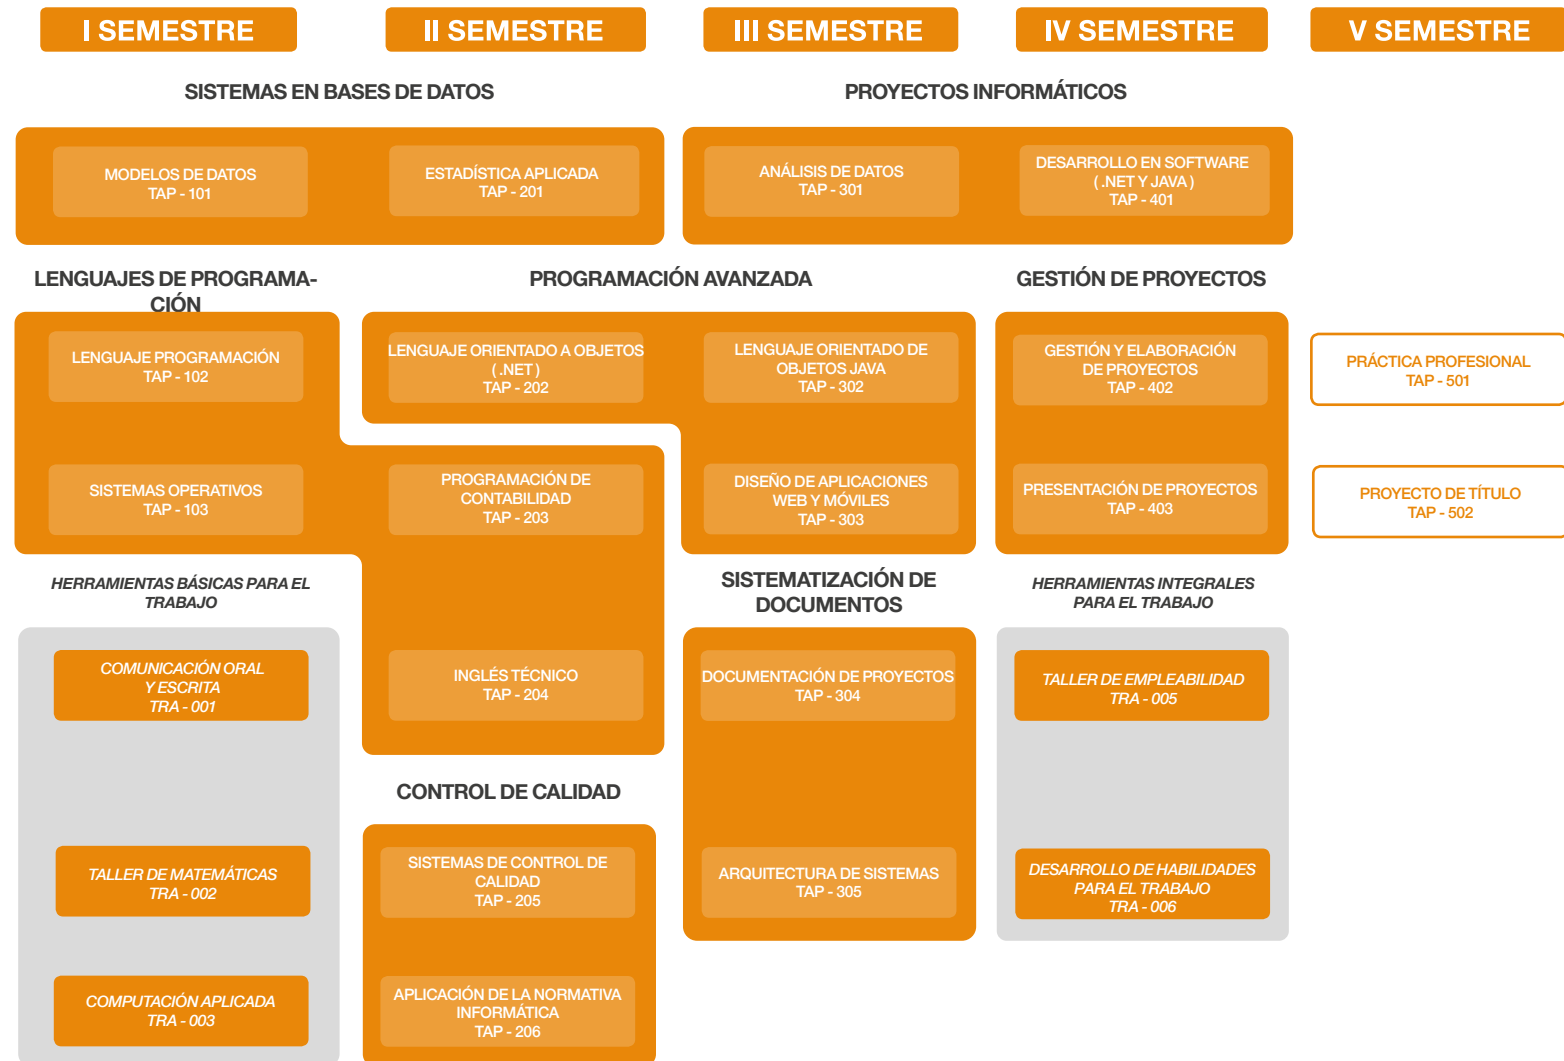 I SEMESTRE
II SEMESTRE
III SEMESTRE
IV SEMESTRE
V SEMESTRE
SISTEMAS EN BASES DE DATOS
PROYECTOS INFORMÁTICOS
MODELOS DE DATOS
TAP - 101
ESTADÍSTICA APLICADA
TAP - 201
ANÁLISIS DE DATOS
TAP - 301
DESARROLLO EN SOFTWARE
( .NET Y JAVA )
TAP - 401
LENGUAJES DE PROGRAMA-
CIÓN
PROGRAMACIÓN AVANZADA
GESTIÓN DE PROYECTOS
LENGUAJE PROGRAMACIÓN
TAP - 102
LENGUAJE ORIENTADO A OBJETOS
( .NET )
TAP - 202
LENGUAJE ORIENTADO DE
OBJETOS JAVA
TAP - 302
GESTIÓN Y ELABORACIÓN
DE PROYECTOS
TAP - 402
PRÁCTICA PROFESIONAL
TAP - 501
SISTEMAS OPERATIVOS
TAP - 103
PROGRAMACIÓN DE
CONTABILIDAD
TAP - 203
DISEÑO DE APLICACIONES
WEB Y MÓVILES
TAP - 303
PRESENTACIÓN DE PROYECTOS
TAP - 403
PROYECTO DE TÍTULO
TAP - 502
HERRAMIENTAS BÁSICAS PARA EL
TRABAJO
SISTEMATIZACIÓN DE
DOCUMENTOS
HERRAMIENTAS INTEGRALES
PARA EL TRABAJO
COMUNICACIÓN ORAL
Y ESCRITA
TRA - 001
INGLÉS TÉCNICO
TAP - 204
DOCUMENTACIÓN DE PROYECTOS
TAP - 304
TALLER DE EMPLEABILIDAD
TRA - 005
CONTROL DE CALIDAD
TALLER DE MATEMÁTICAS
TRA - 002
SISTEMAS DE CONTROL DE
CALIDAD
TAP - 205
ARQUITECTURA DE SISTEMAS
TAP - 305
DESARROLLO DE HABILIDADES
PARA EL TRABAJO
TRA - 006
COMPUTACIÓN APLICADA
TRA - 003
APLICACIÓN DE LA NORMATIVA
INFORMÁTICA
TAP - 206